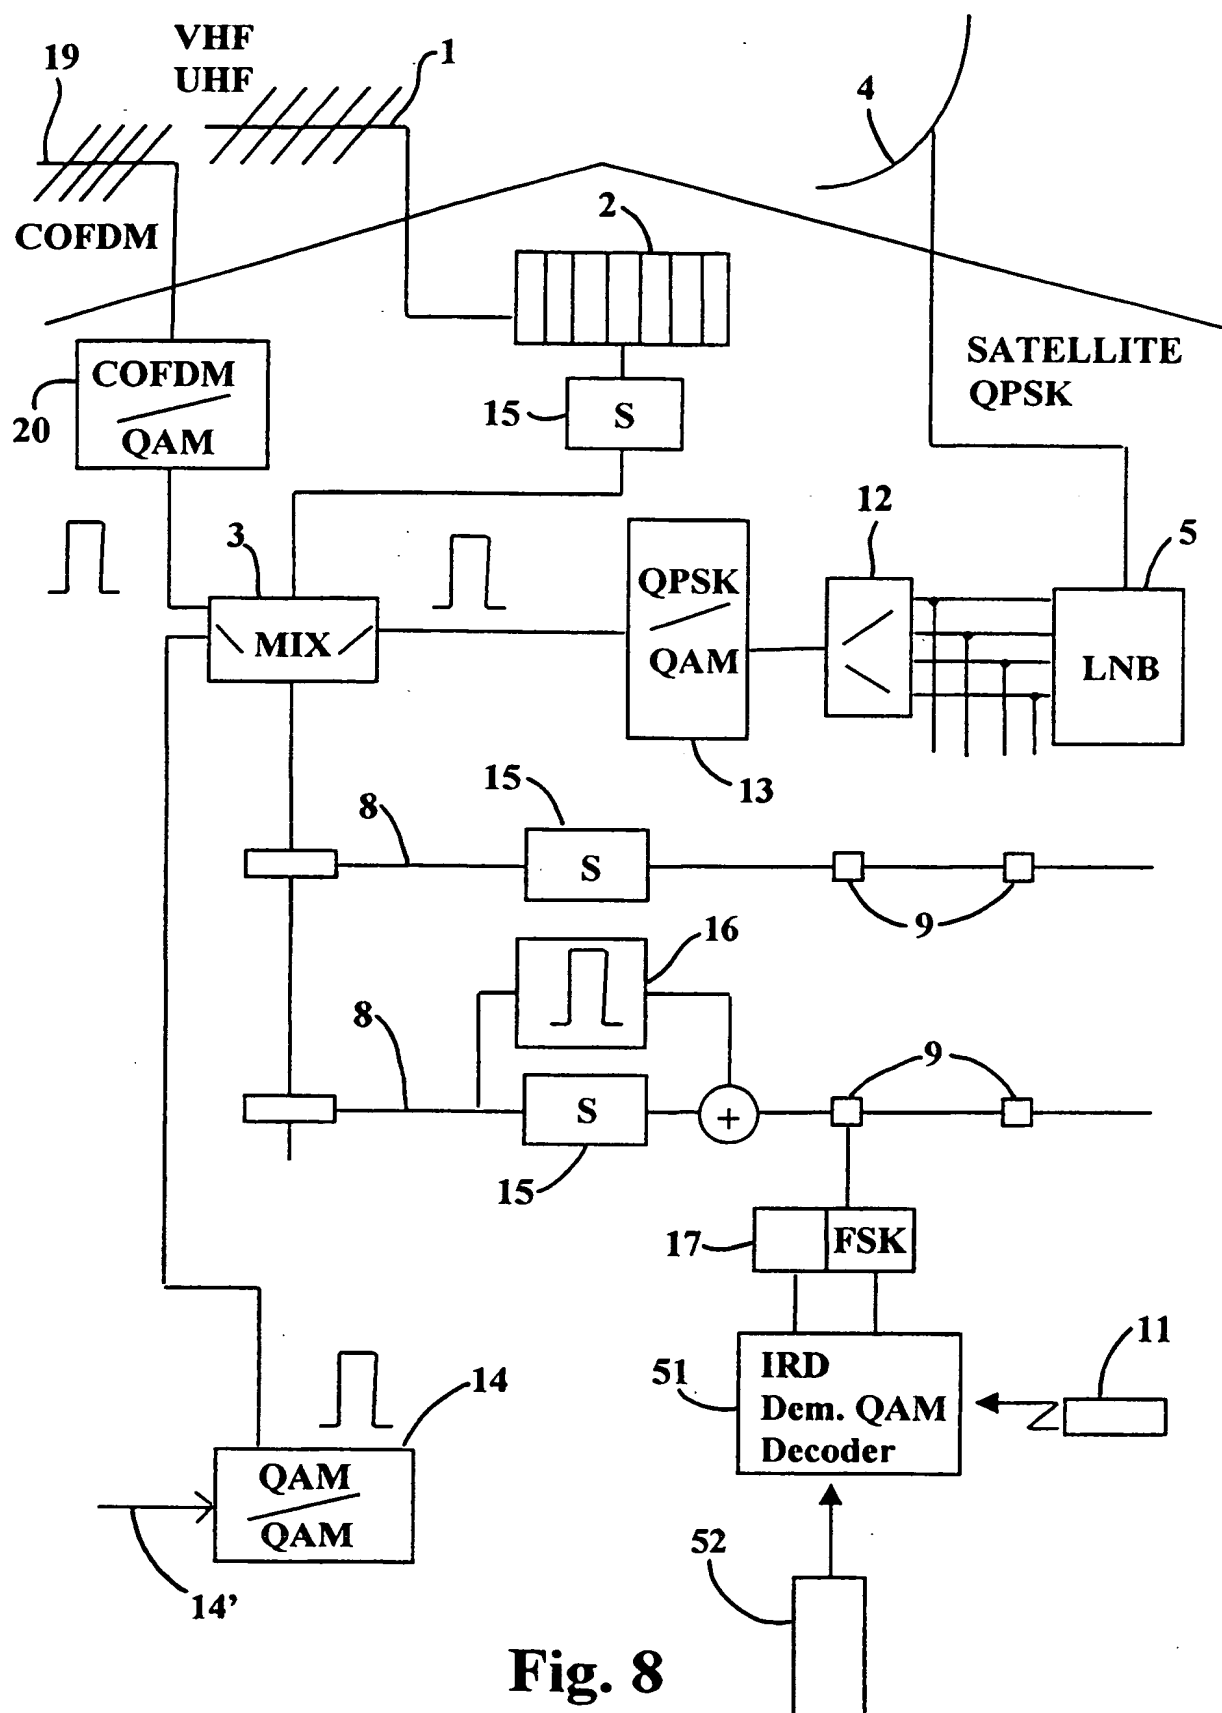 VHF
UHF
19
1
4
2
COFDM
COFDM
QAM
20
15
S
SATELLITE
QPSK
12
5
3
MIX
QPSK
QAM
LNB
13
15
8
S
9
16
8
9
S
+
15
17
FSK
11
14
51
IRD
Dem. QAM
Decoder
QAM
QAM
52
14’
Fig. 8